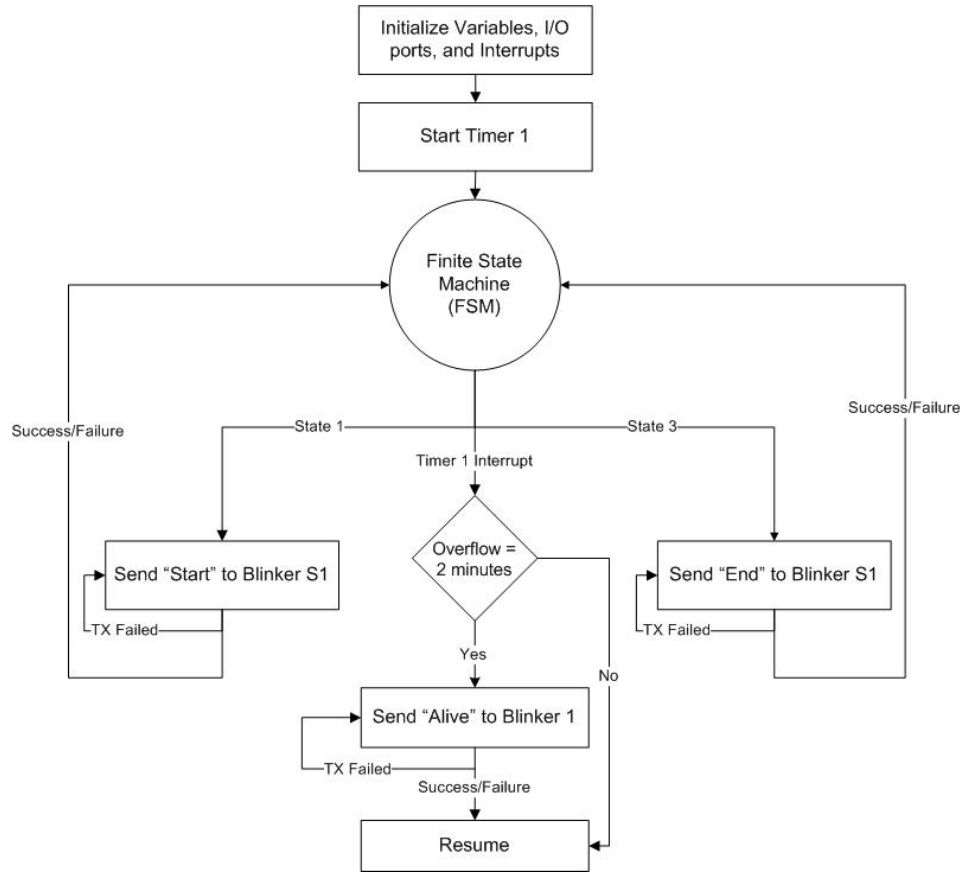 Initialize Variables, I/O
ports, and Interrupts
Start Timer 1
Finite State
Machine
(FSM)
Success/Failure
Success/Failure
State 1
State 3
Timer 1 Interrupt
Overflow =
2 minutes
Send “Start” to Blinker S1
Send “End” to Blinker S1
TX Failed
TX Failed
Yes
No
Send “Alive” to Blinker 1
TX Failed
Success/Failure
Resume